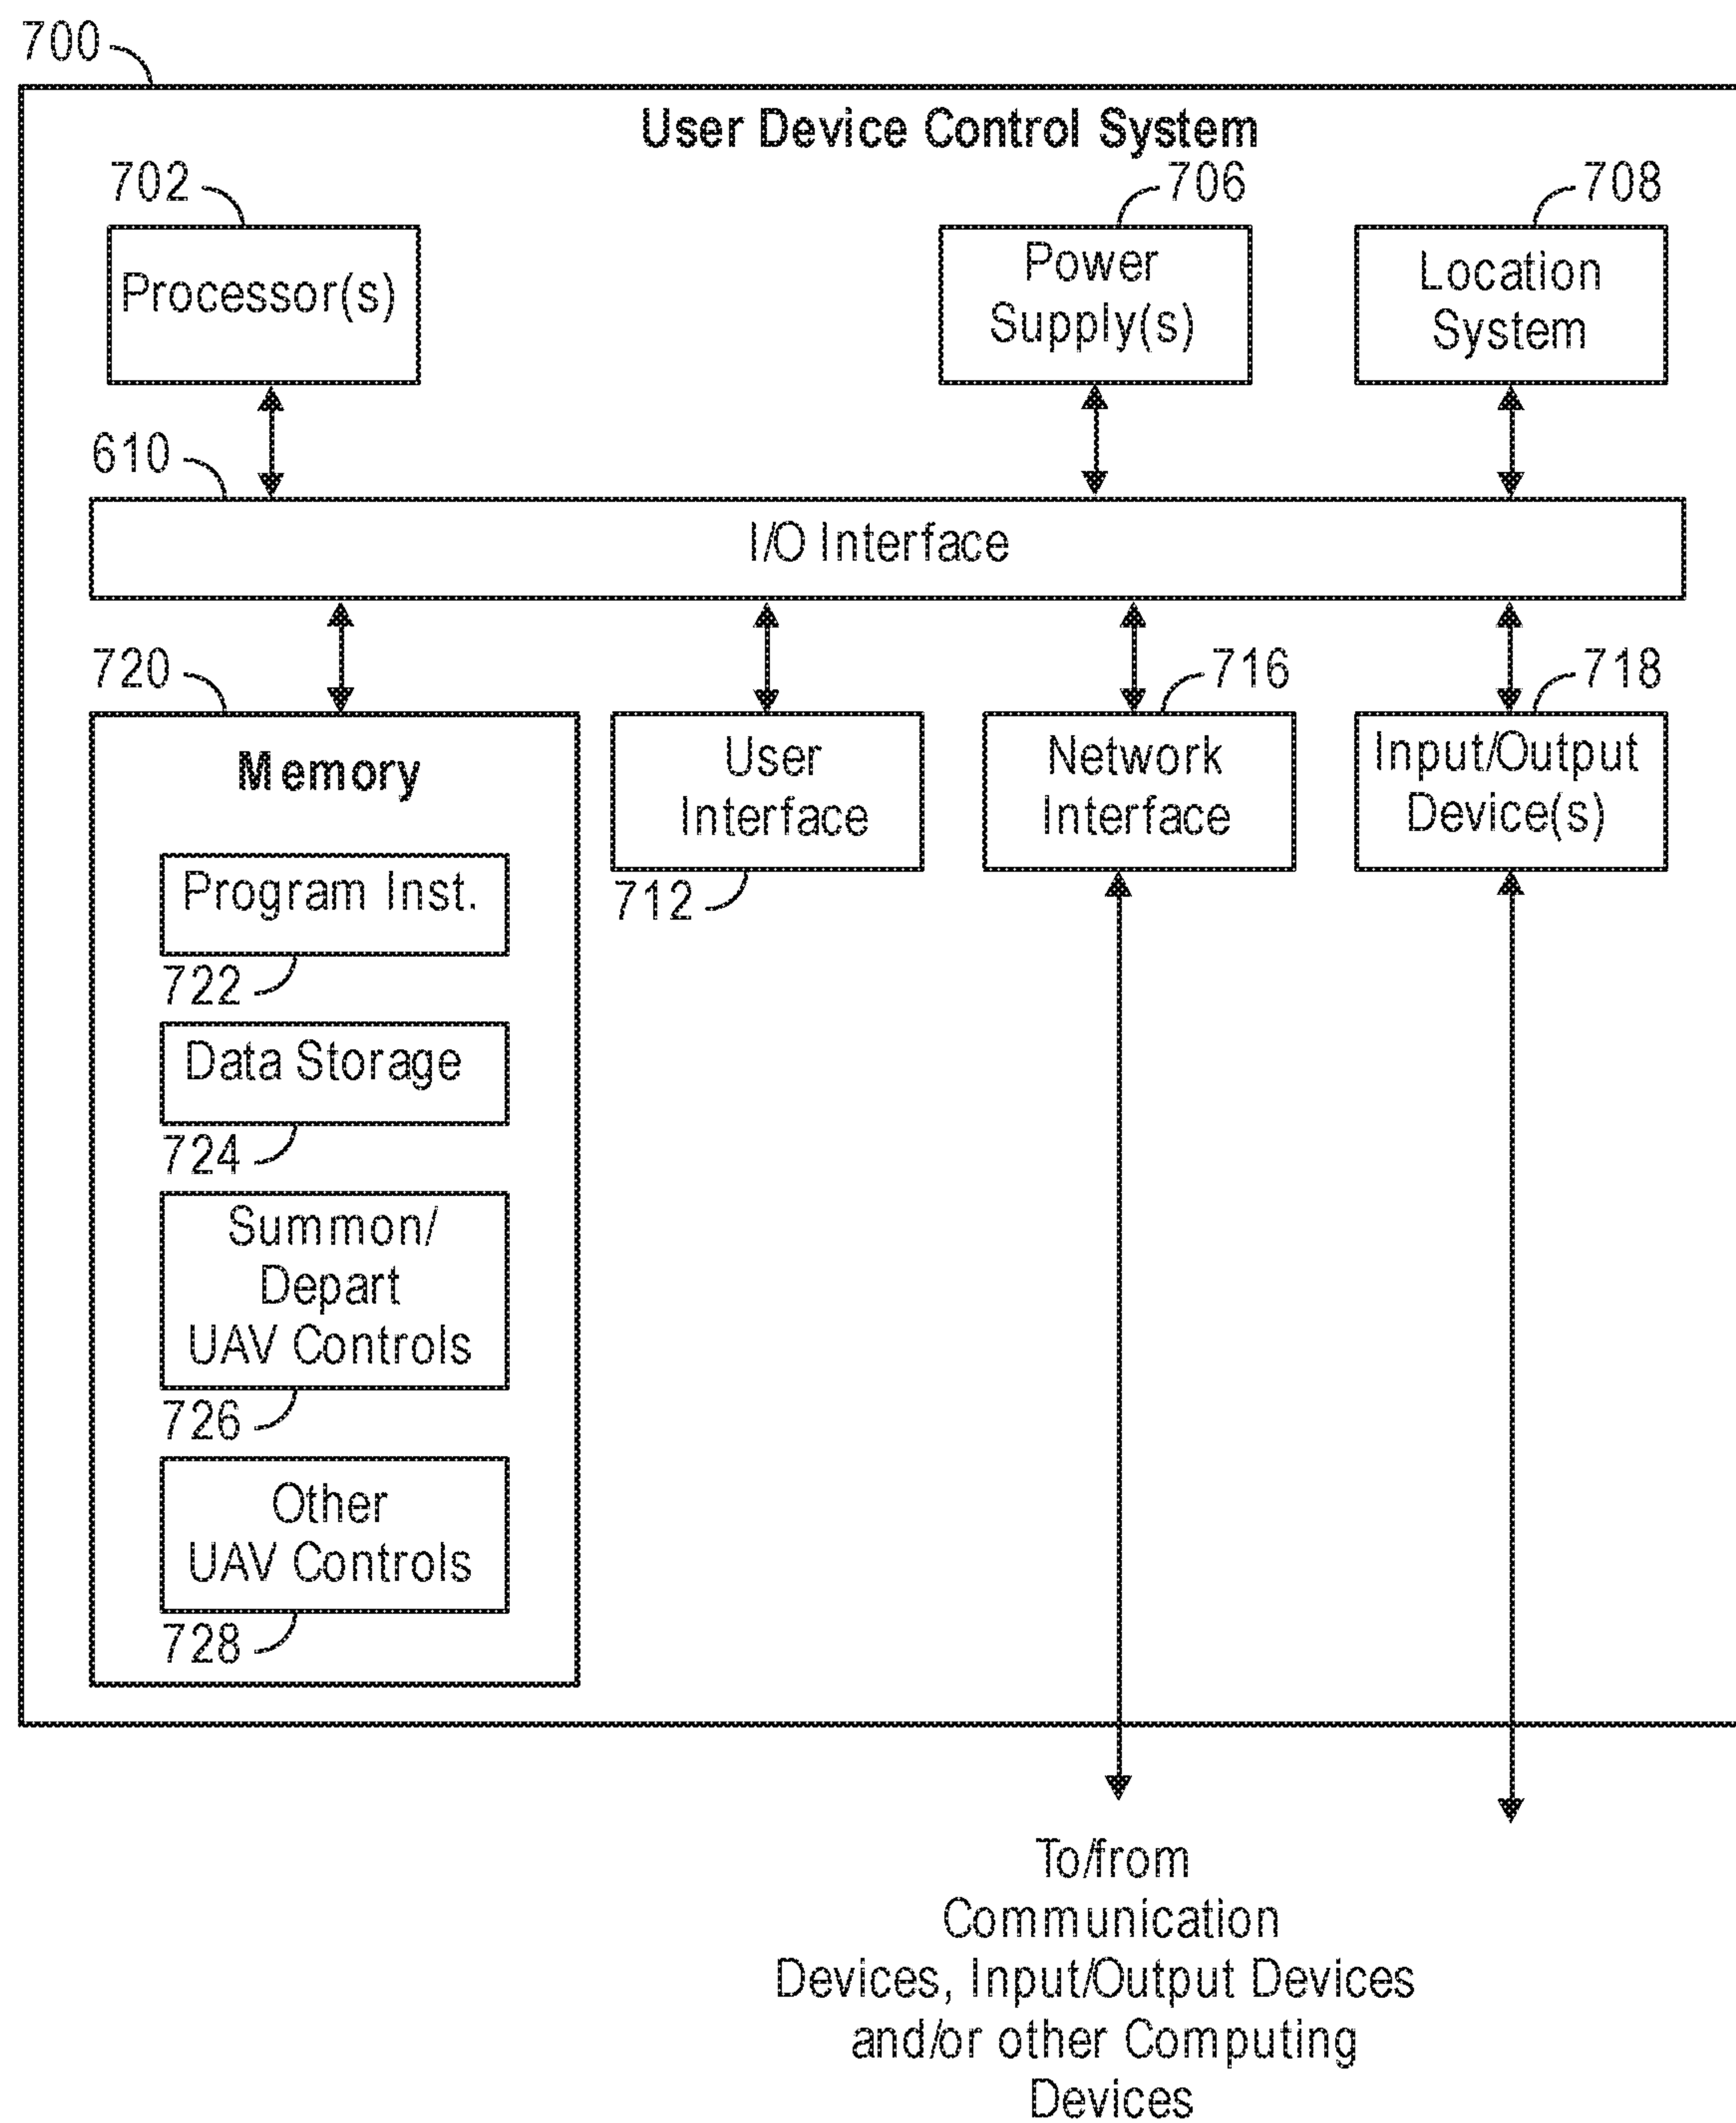 700
User Device Control System
702
706
708
Processor(s)
Power
Supply(s)
Location
System
610
I/O Interface
720
716
718
Memory
User
Interface
Network
Interface
Input/Output
Device(s)
712
Program Inst.
722
Data Storage
724
Summon/
Depart
UAV Controls
726
Other
UAV Controls
728
To/from
Communication
Devices, Input/Output Devices
and/or other Computing
Devices